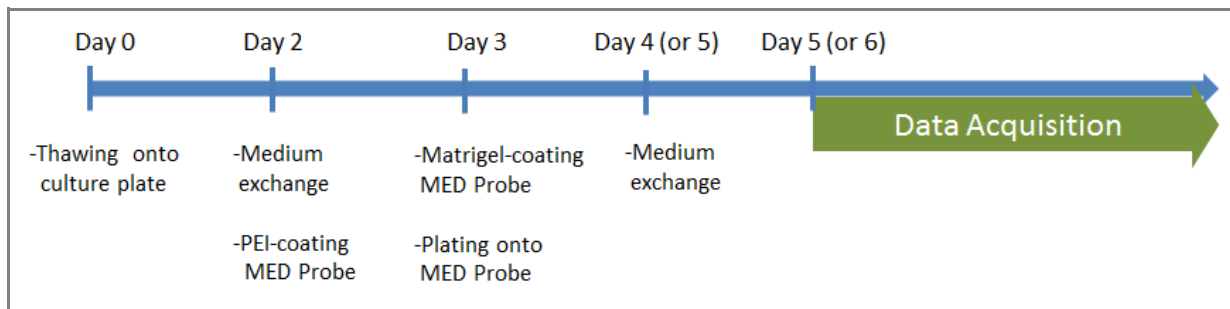 Day 0
Day 2
Day 3
Day 4 (or 5)
Day 5 (or 6)
Data Acquisition
-Thawing onto
culture plate
-Medium
exchange
-PEI-coating
MED Probe
-Matrigel-coating
MED Probe
-Plating onto
MED Probe
-Medium
exchange